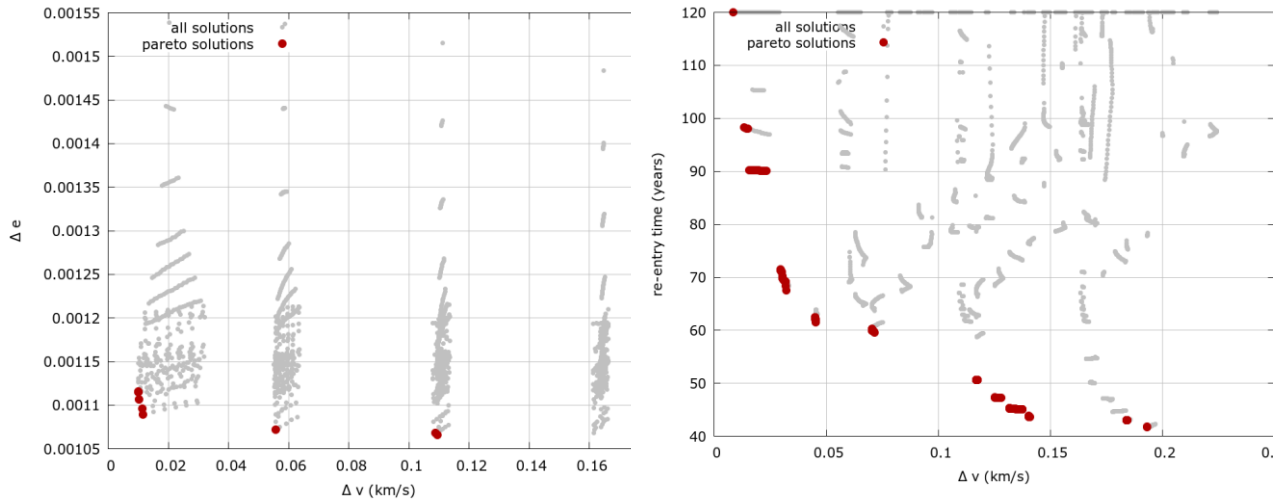 0.00155
0.0015
0.00145
0.0014
0.00135
0.0013
0.00125
0.0012
0.00115
0.0011
0.00105
Δ e
all solutions
pareto solutions
0 0.02 0.04 0.06 0.08 0.1 0.12 0.14 0.16
Δ v (km/s)
120
110
100
90
80
70
60
50
40
re-entry time (years)
all solutions
pareto solutions
0 0.05 0.1 0.15 0.2
Δ v (km/s)